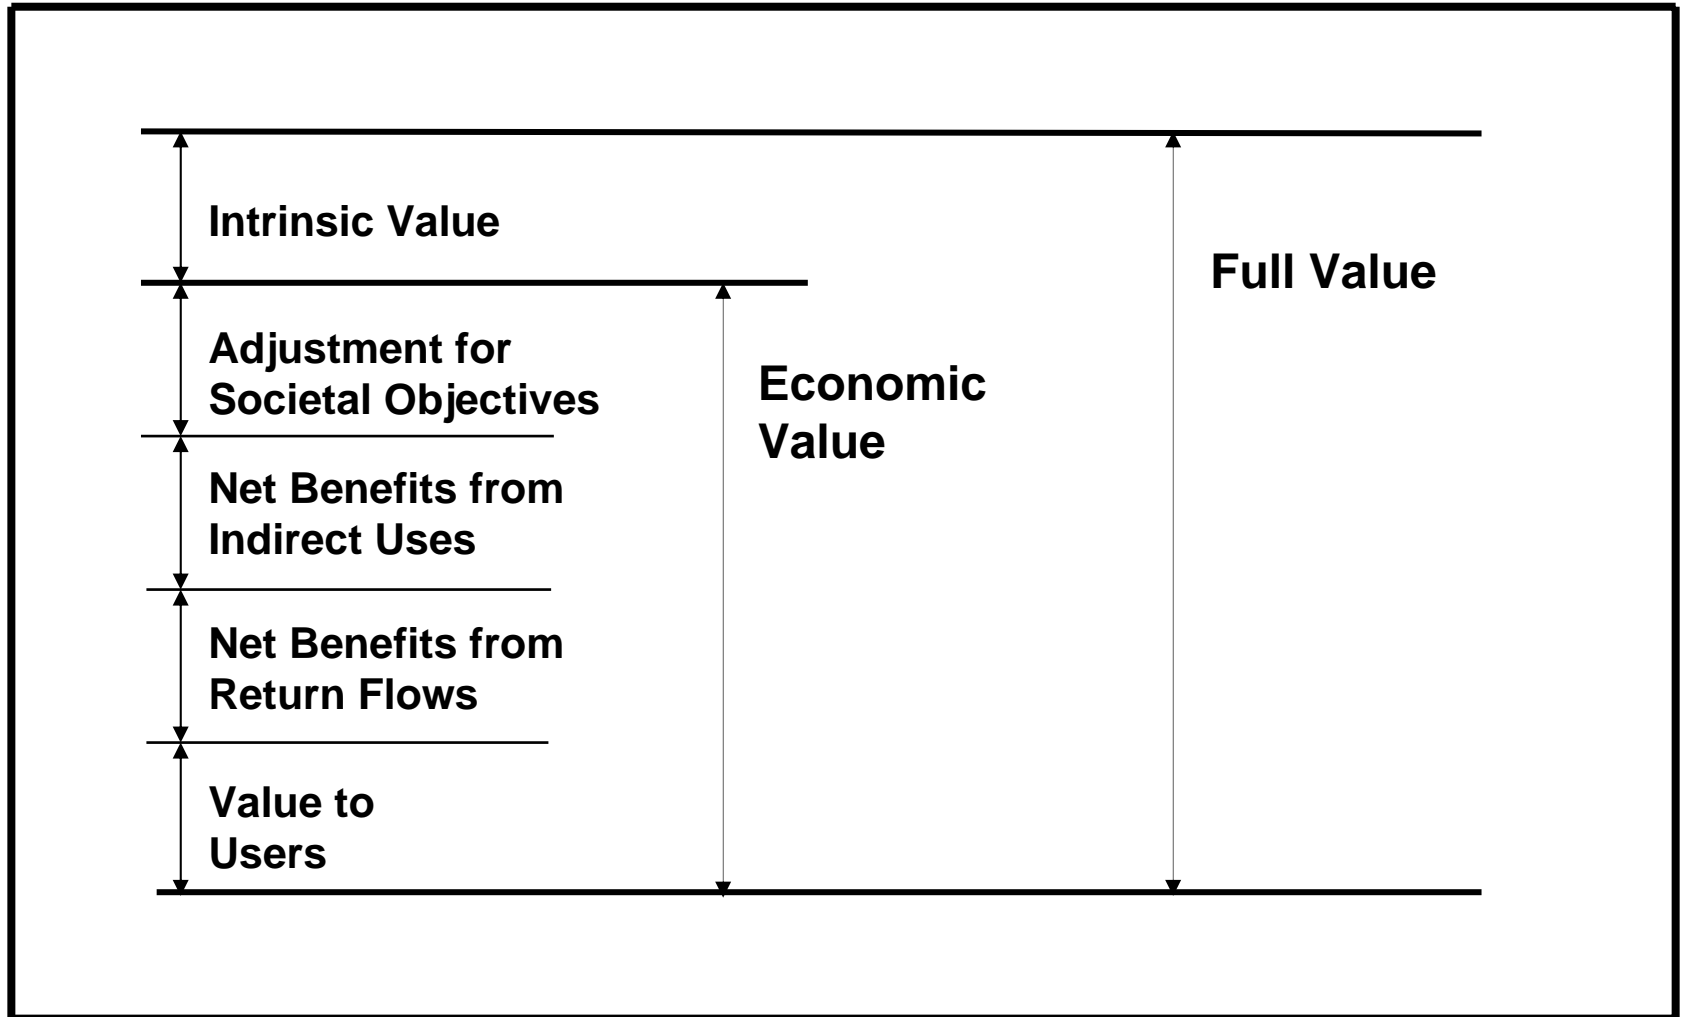 Intrinsic Value
Full Value
Adjustment for
Societal Objectives
Economic
Value
Net Benefits from
Indirect Uses
Net Benefits from
Return Flows
Value to
Users